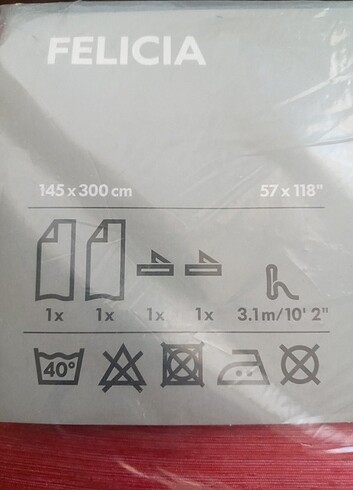 FELICIA
145 x 300 cm 57 x 118"
1x 1x 1x 1x 3.1m/10' 2"
40°